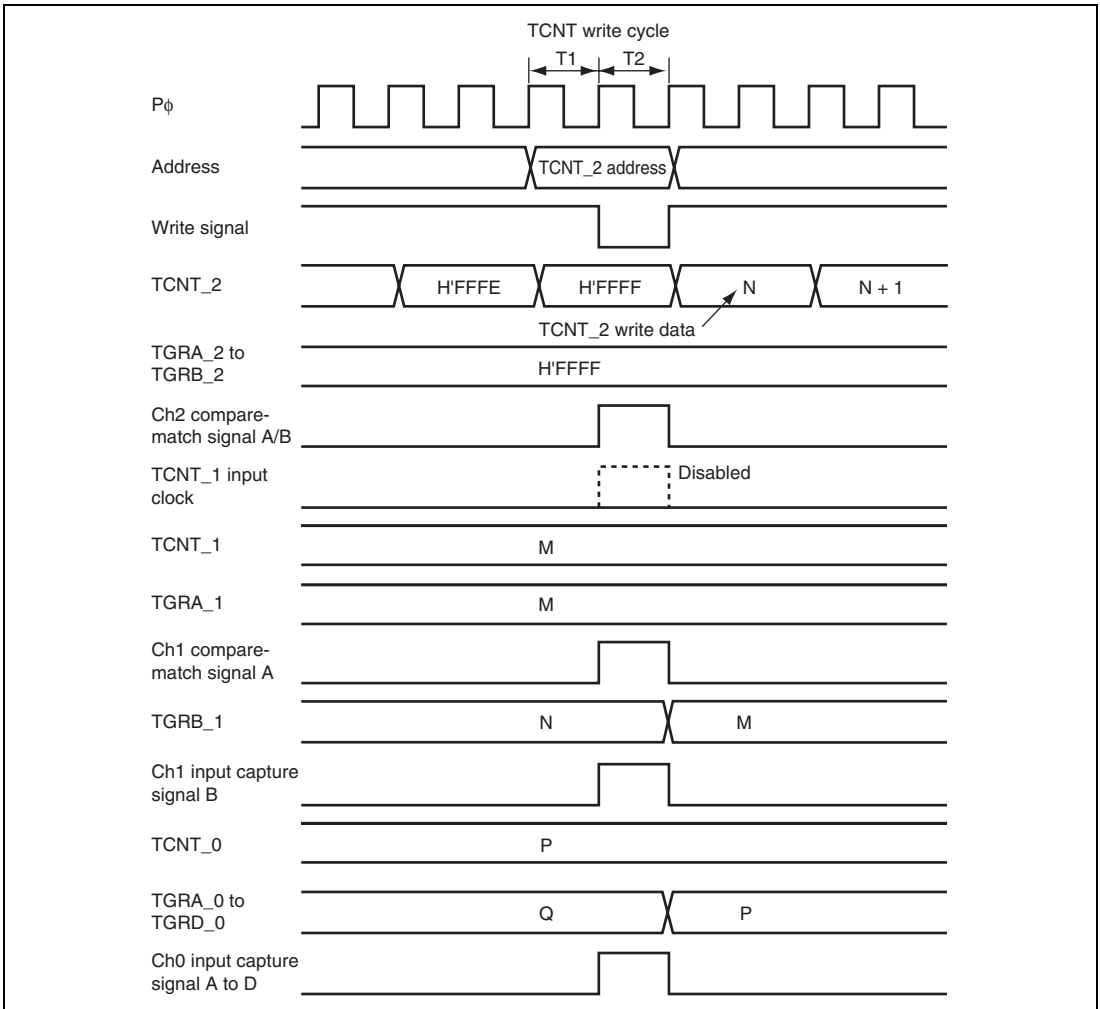 TCNT write cycle
T1 T2
Pϕ
Address
TCNT_2 address
Write signal
TCNT_2
H'FFFE H'FFFF N N + 1
TCNT_2 write data
TGRA_2 to
TGRB_2
H'FFFF
Ch2 compare-
match signal A/B
TCNT_1 input
clock
Disabled
TCNT_1
M
TGRA_1
M
Ch1 compare-
match signal A
TGRB_1
N M
Ch1 input capture
signal B
TCNT_0
P
TGRA_0 to
TGRD_0
Q P
Ch0 input capture
signal A to D